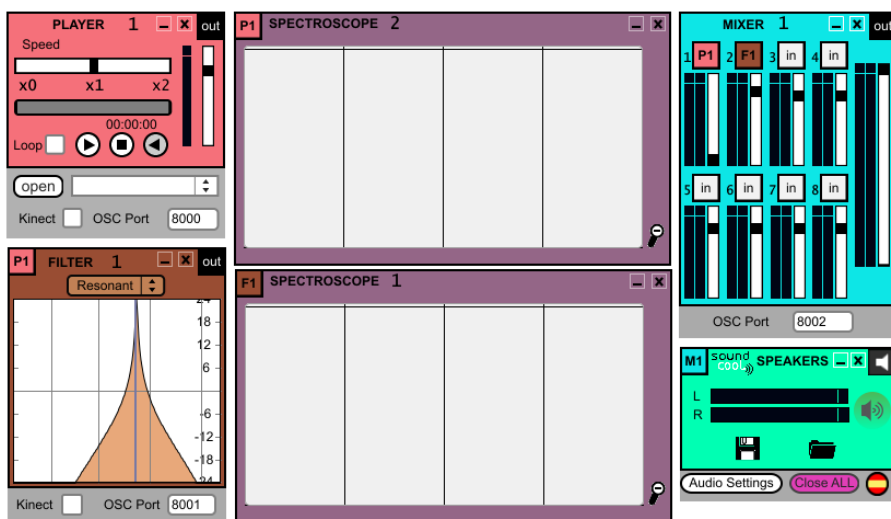 PLAYER 1 out
Speed
x0 x1 x2
00:00:00
Loop
open
Kinect OSC Port 8000
P1 FILTER 1 out
Resonant
24
18
12
6
-6
-12
-18
-24
Kinect OSC Port 8001
P1 SPECTROSCOPE 2
F1 SPECTROSCOPE 1
MIXER 1 out
1 P1 2 F1 3 in 4 in
5 in 6 in 7 in 8 in
OSC Port 8002
M1 sound cool SPEAKERS
L
R
Audio Settings Close ALL